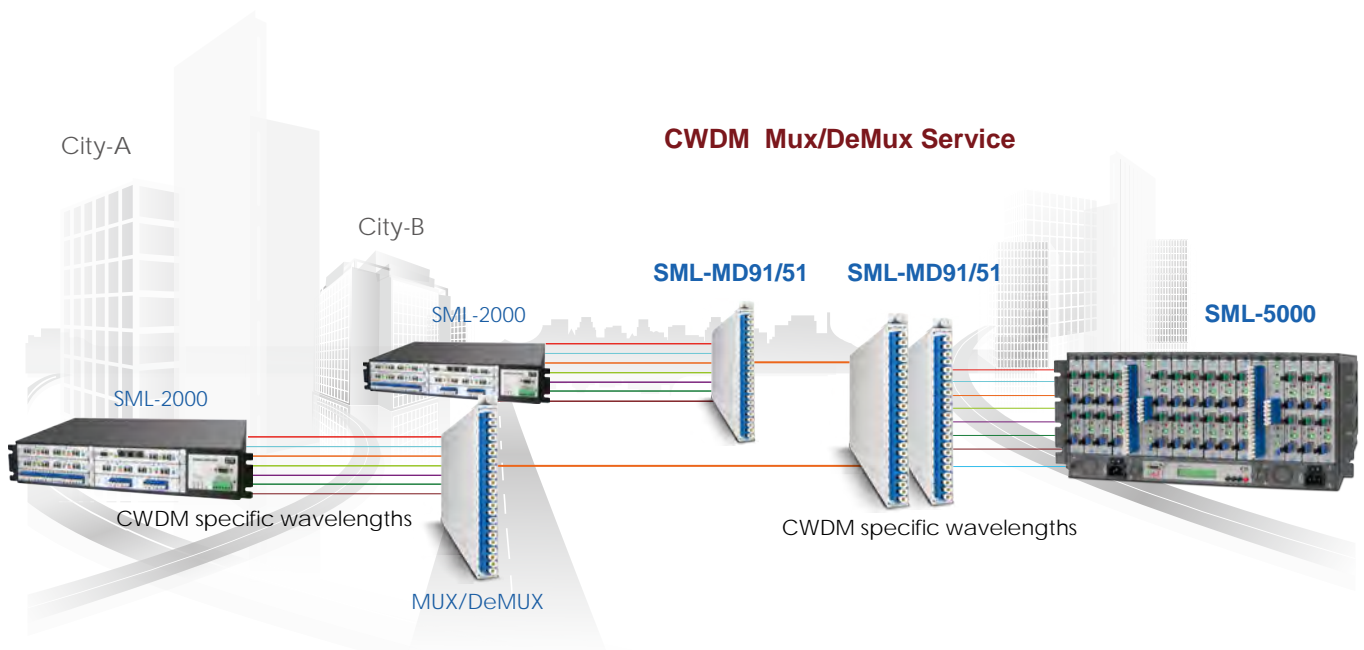 CWDM Mux/DeMux Service
City-A
City-B
SML-MD91/51
SML-MD91/51
SML-2000
SML-5000
SML-2000
CWDM specific wavelengths
CWDM specific wavelengths
MUX/DeMUX